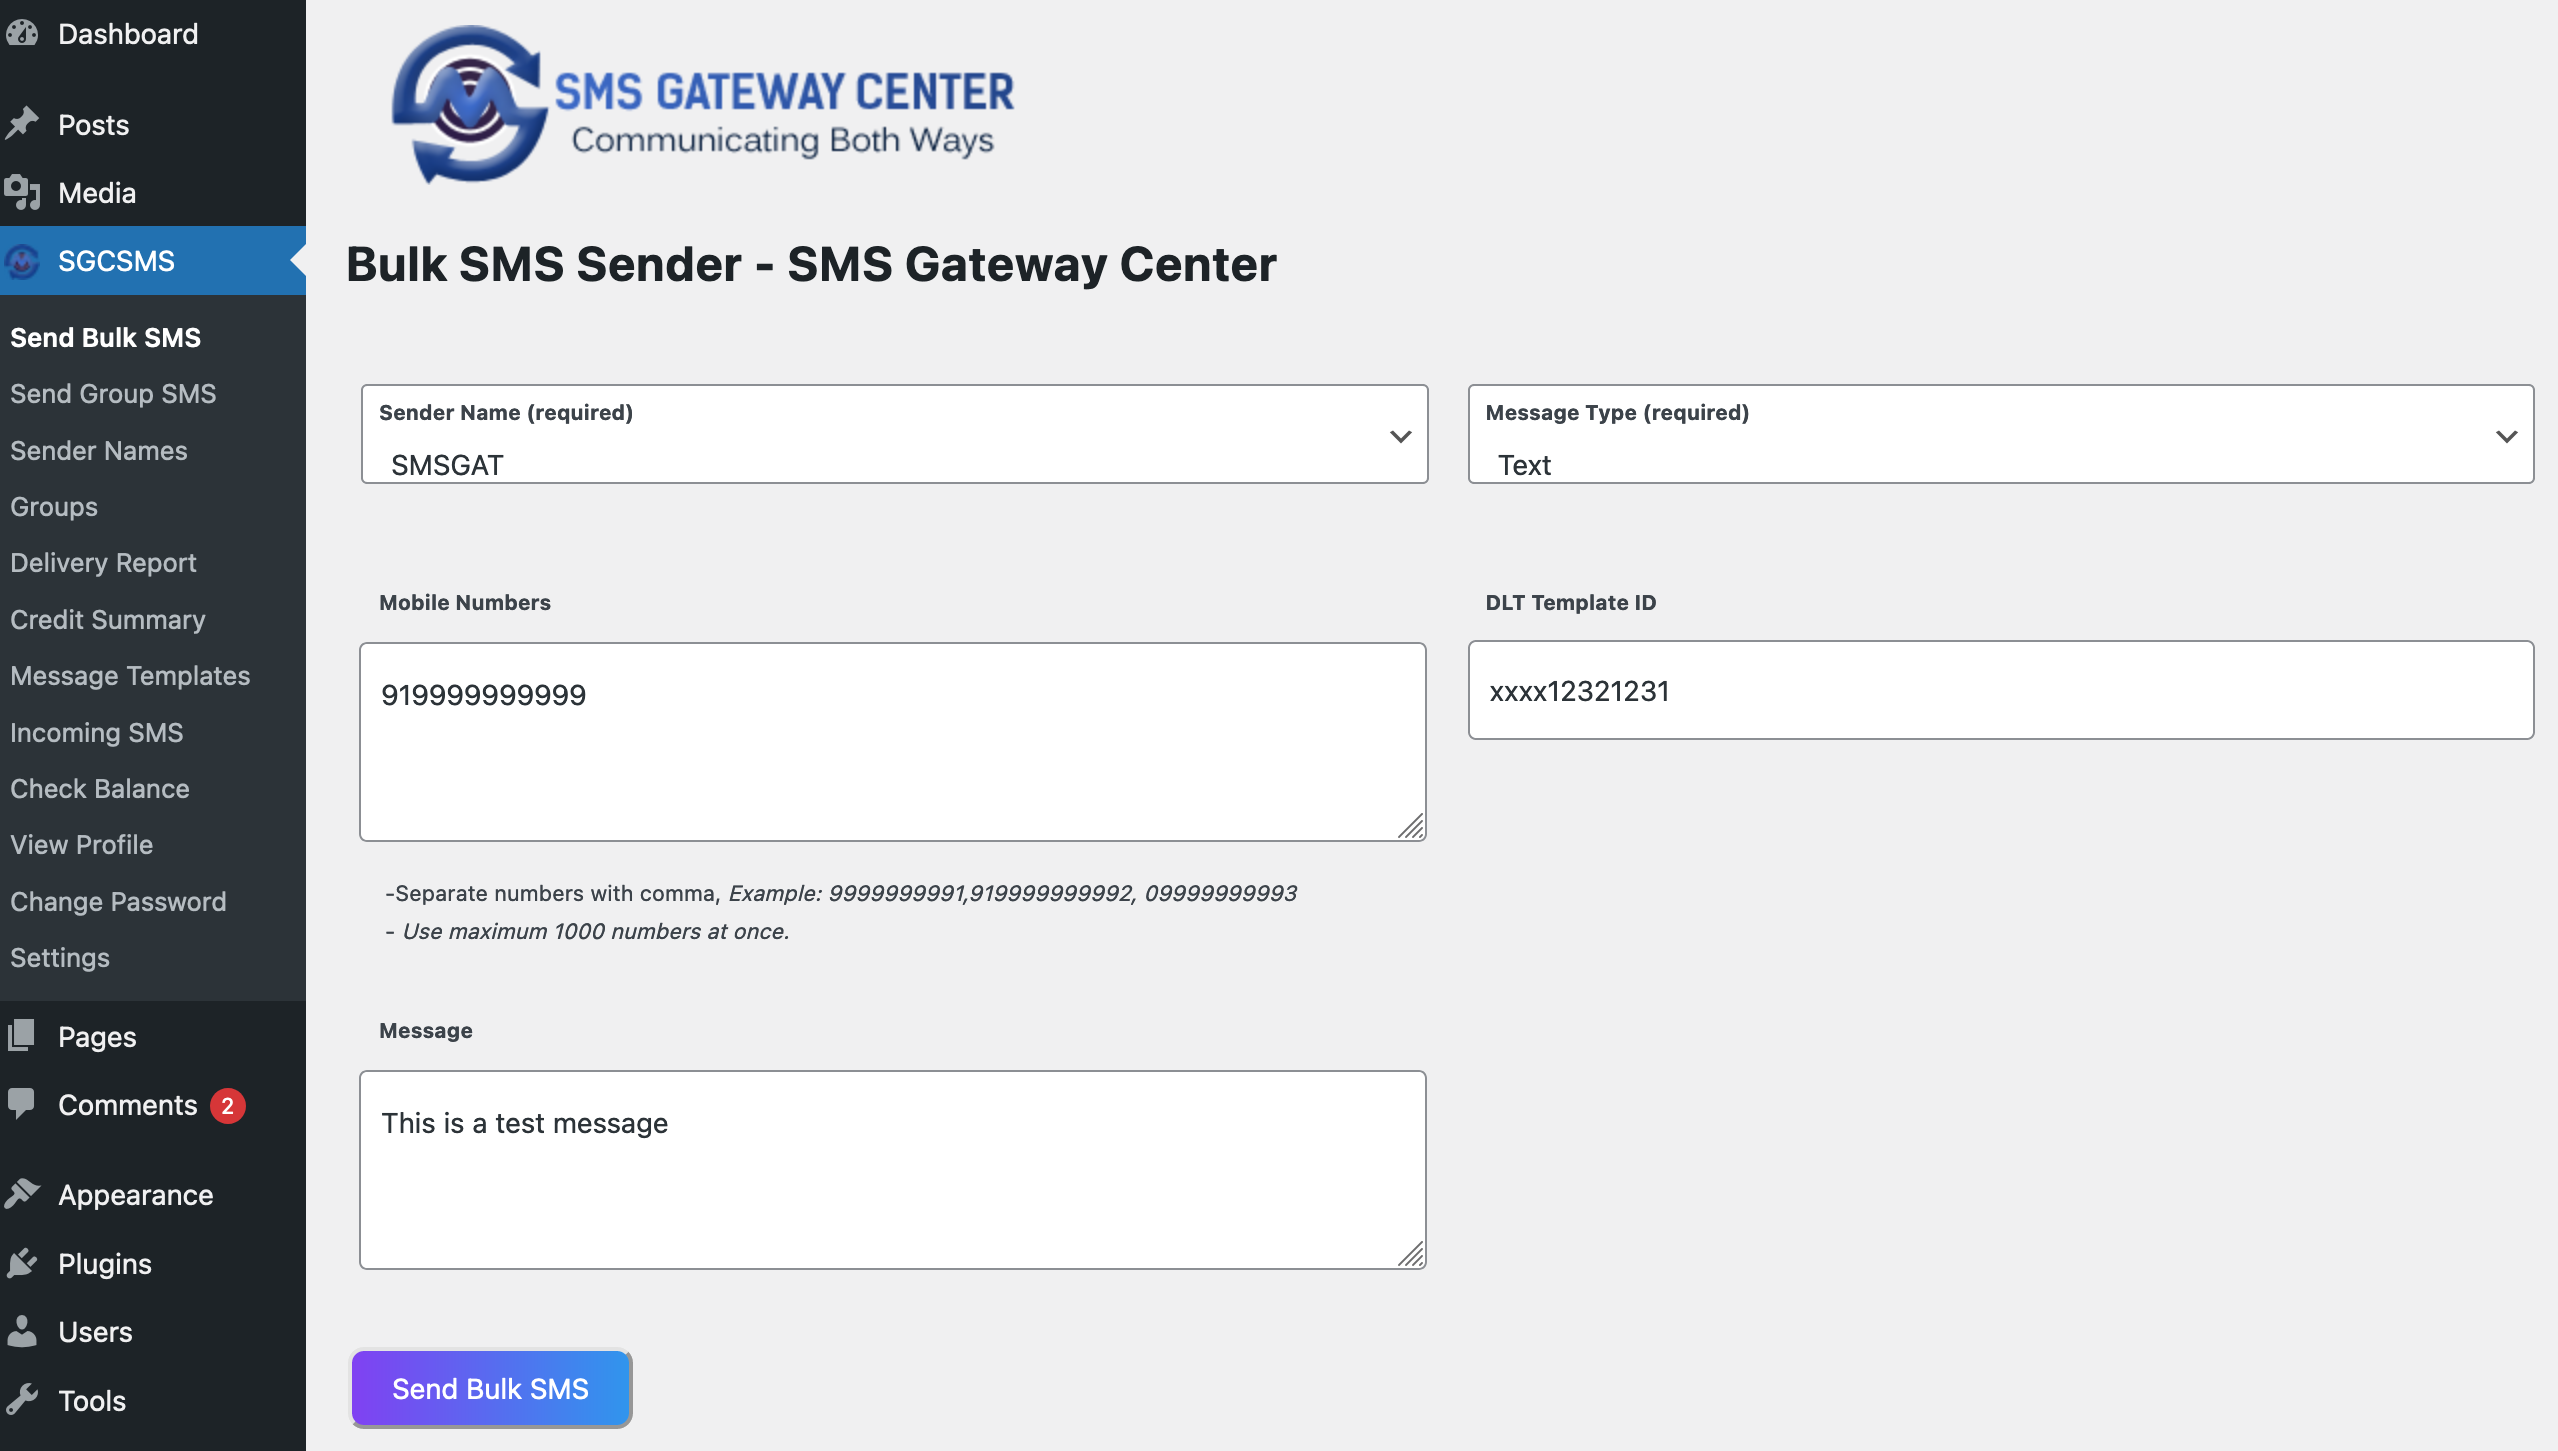 Dashboard
Posts
Media
SGCSMS
Send Bulk SMS
Send Group SMS
Sender Names
Groups
Delivery Report
Credit Summary
Message Templates
Incoming SMS
Check Balance
View Profile
Change Password
Settings
Pages
Comments 2
Appearance
Plugins
Users
Tools
SMS GATEWAY CENTER
Communicating Both Ways
Bulk SMS Sender - SMS Gateway Center
Sender Name (required)
SMSGAT
Message Type (required)
Text
Mobile Numbers
919999999999
DLT Template ID
xxxx12321231
-Separate numbers with comma, Example: 9999999991,919999999992, 09999999993
- Use maximum 1000 numbers at once.
Message
This is a test message
Send Bulk SMS